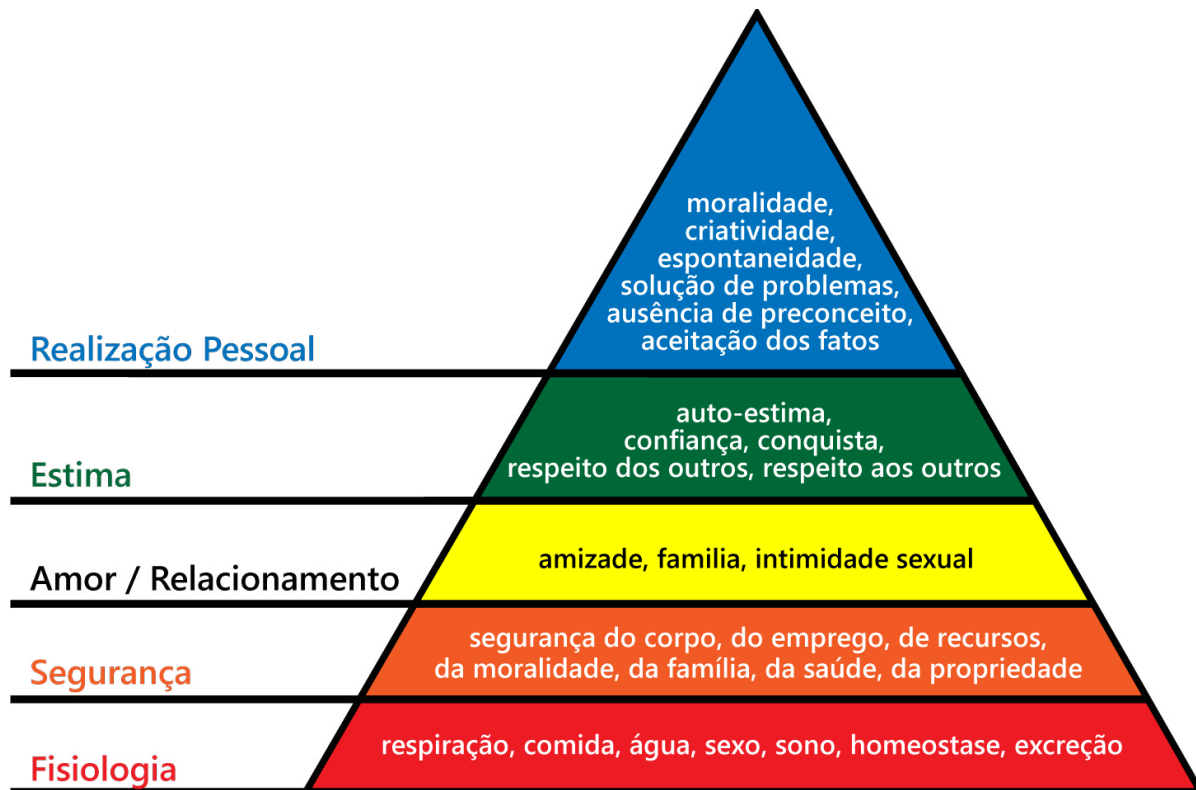 moralidade,
criatividade,
espontaneidade,
solução de problemas,
ausência de preconceito,
aceitação dos fatos
Realização Pessoal
auto-estima,
confiança, conquista,
respeito dos outros, respeito aos outros
Estima
amizade, familia, intimidade sexual
Amor / Relacionamento
segurança do corpo, do emprego, de recursos,
da moralidade, da família, da saúde, da propriedade
Segurança
respiração, comida, água, sexo, sono, homeostase, excreção
Fisiologia